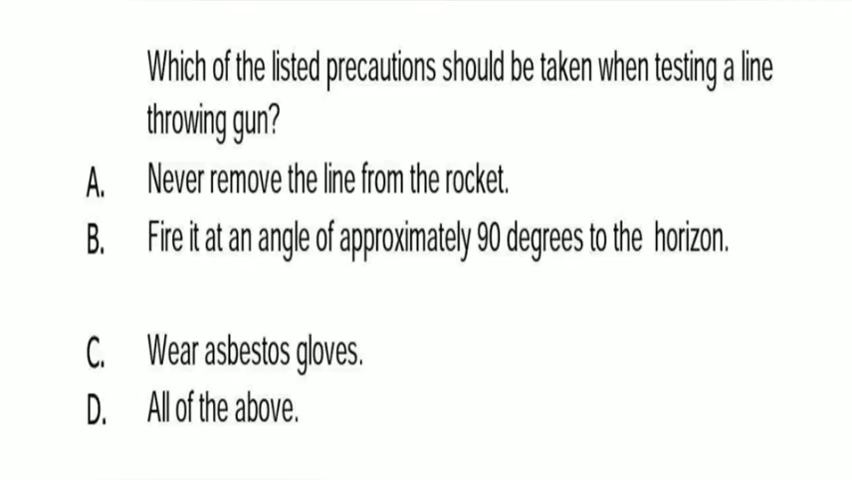 Which of the listed precautions should be taken when testing a line
throwing gun?
A. Never remove the line from the rocket.
B. Fire it at an angle of approximately 90 degrees to the horizon.
C. Wear asbestos gloves.
D. All of the above.